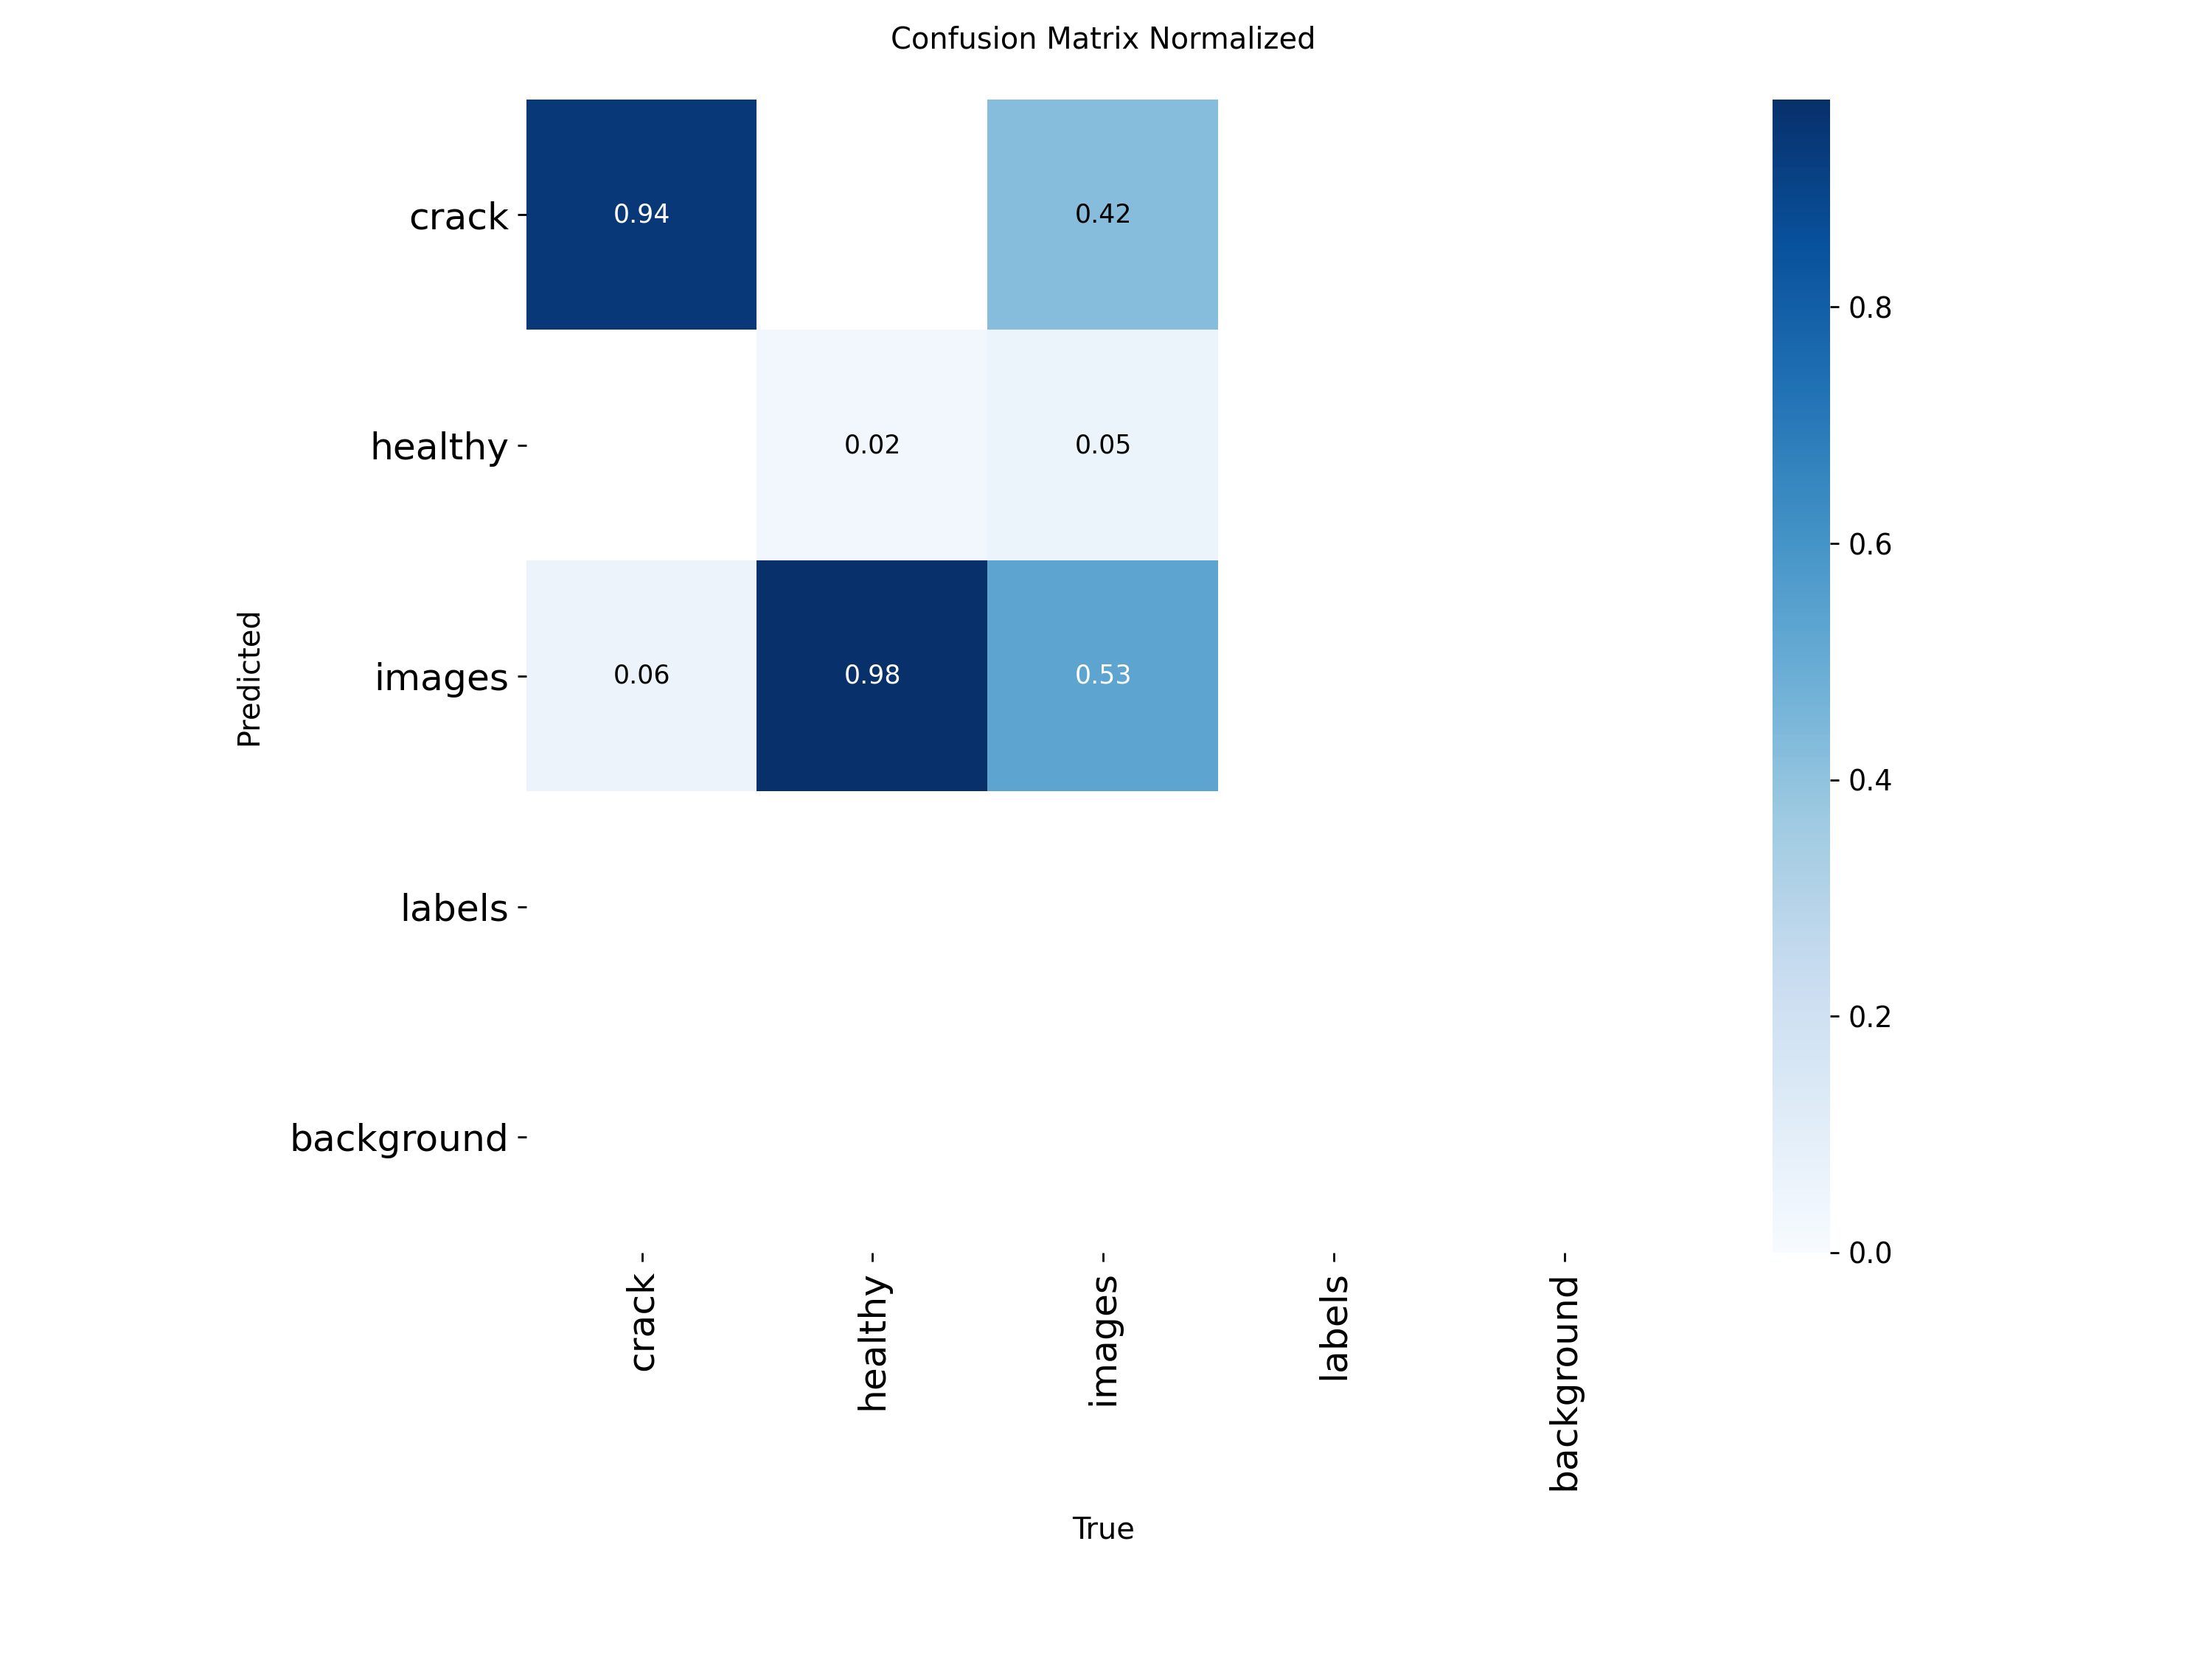 Confusion Matrix Normalized
crack
0.94
0.42
0.8
healthy
0.02
0.05
0.6
Predicted
images
0.06
0.98
0.53
0.4
labels
0.2
background
0.0
crack
healthy
images
labels
background
True